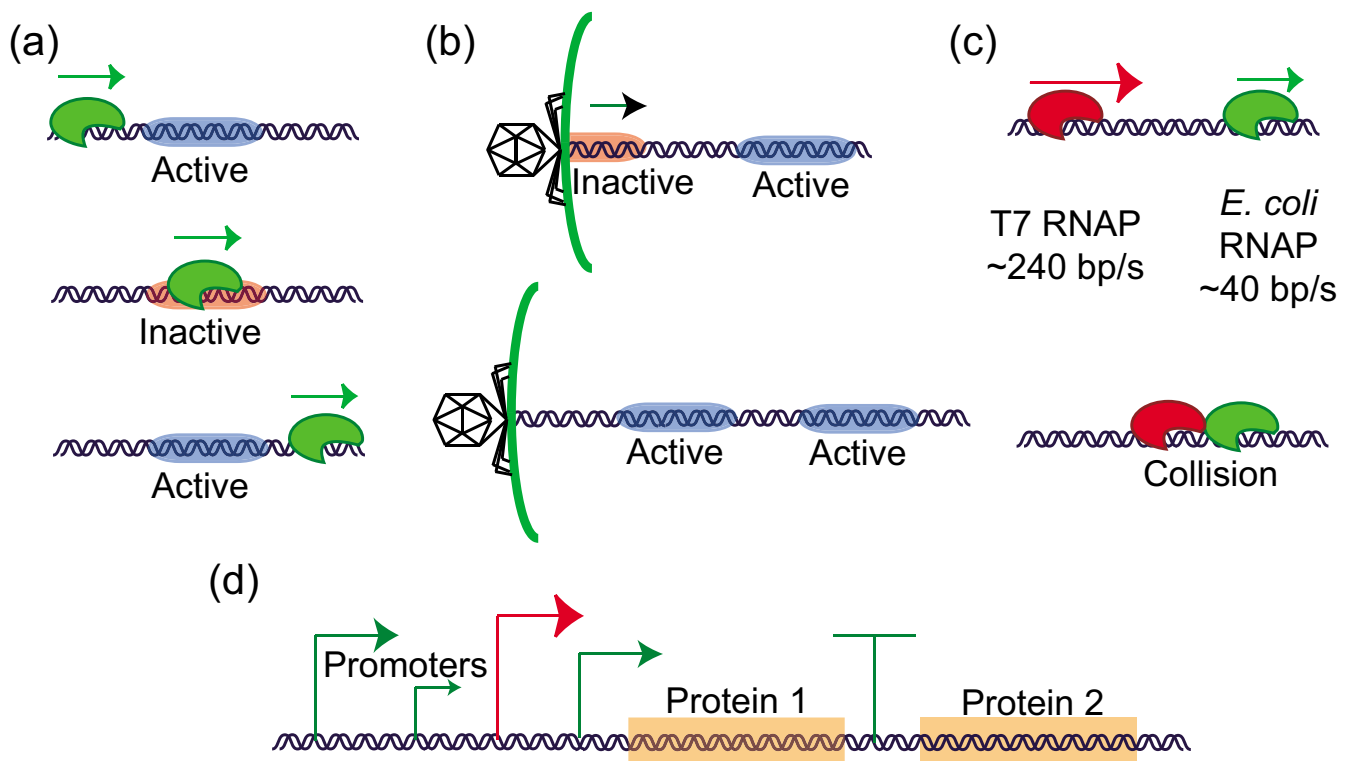 (a)
Active
Inactive
Active
(b)
Inactive
Active
Active
Active
(c)
T7 RNAP
~240 bp/s
E. coli
RNAP
~40 bp/s
Collision
(d)
Promoters
Protein 1
Protein 2